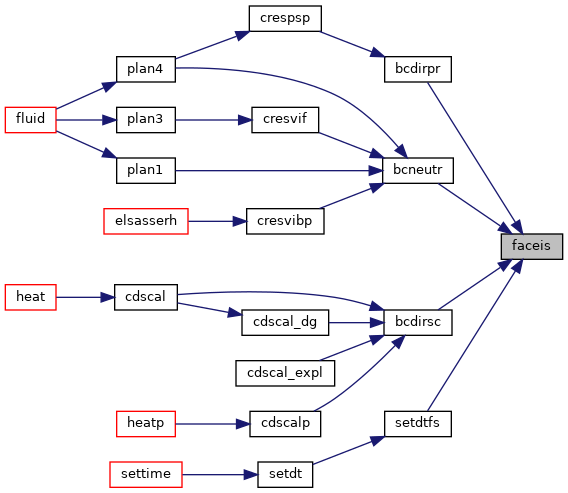 crespsp
plan4
bcdirpr
fluid
plan3
cresvif
plan1
bcneutr
elsasserh
cresvibp
faceis
heat
cdscal
cdscal_dg
bcdirsc
cdscal_expl
heatp
cdscalp
setdtfs
settime
setdt